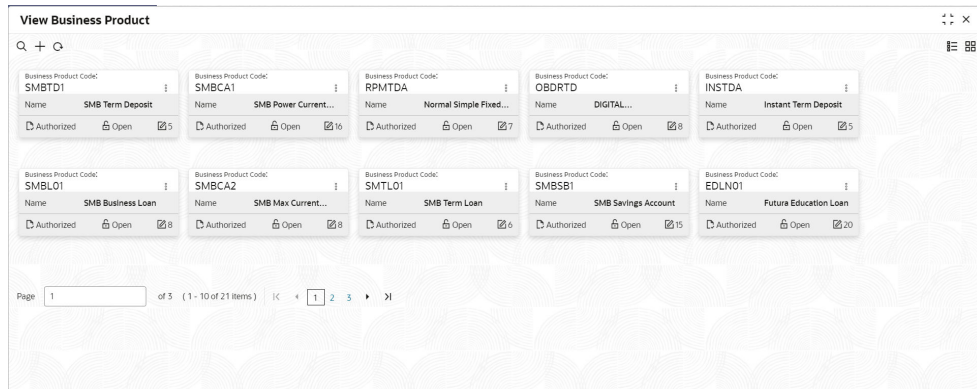 View Business Product
Business Product Code: Business Product Code: Business Product Code: Business Product Code: Business Product Code:
SMBTD1 SMBCA1 RPMTDA OBDRTD INSTDA
Name SMB Term Deposit Name SMB Power Current... Name Normal Simple Fixed... Name DIGITAL... Name Instant Term Deposit
Authorized Open 5 Authorized Open 16 Authorized Open 7 Authorized Open 8 Authorized Open 5
Business Product Code: Business Product Code: Business Product Code: Business Product Code: Business Product Code:
SMBL01 SMBCA2 SMTL01 SMBSB1 EDLN01
Name SMB Business Loan Name SMB Max Current... Name SMB Term Loan Name SMB Savings Account Name Futura Education Loan
Authorized Open 8 Authorized Open 8 Authorized Open 6 Authorized Open 15 Authorized Open 20
Page 1 of 3 (1 - 10 of 21 items) 1 2 3